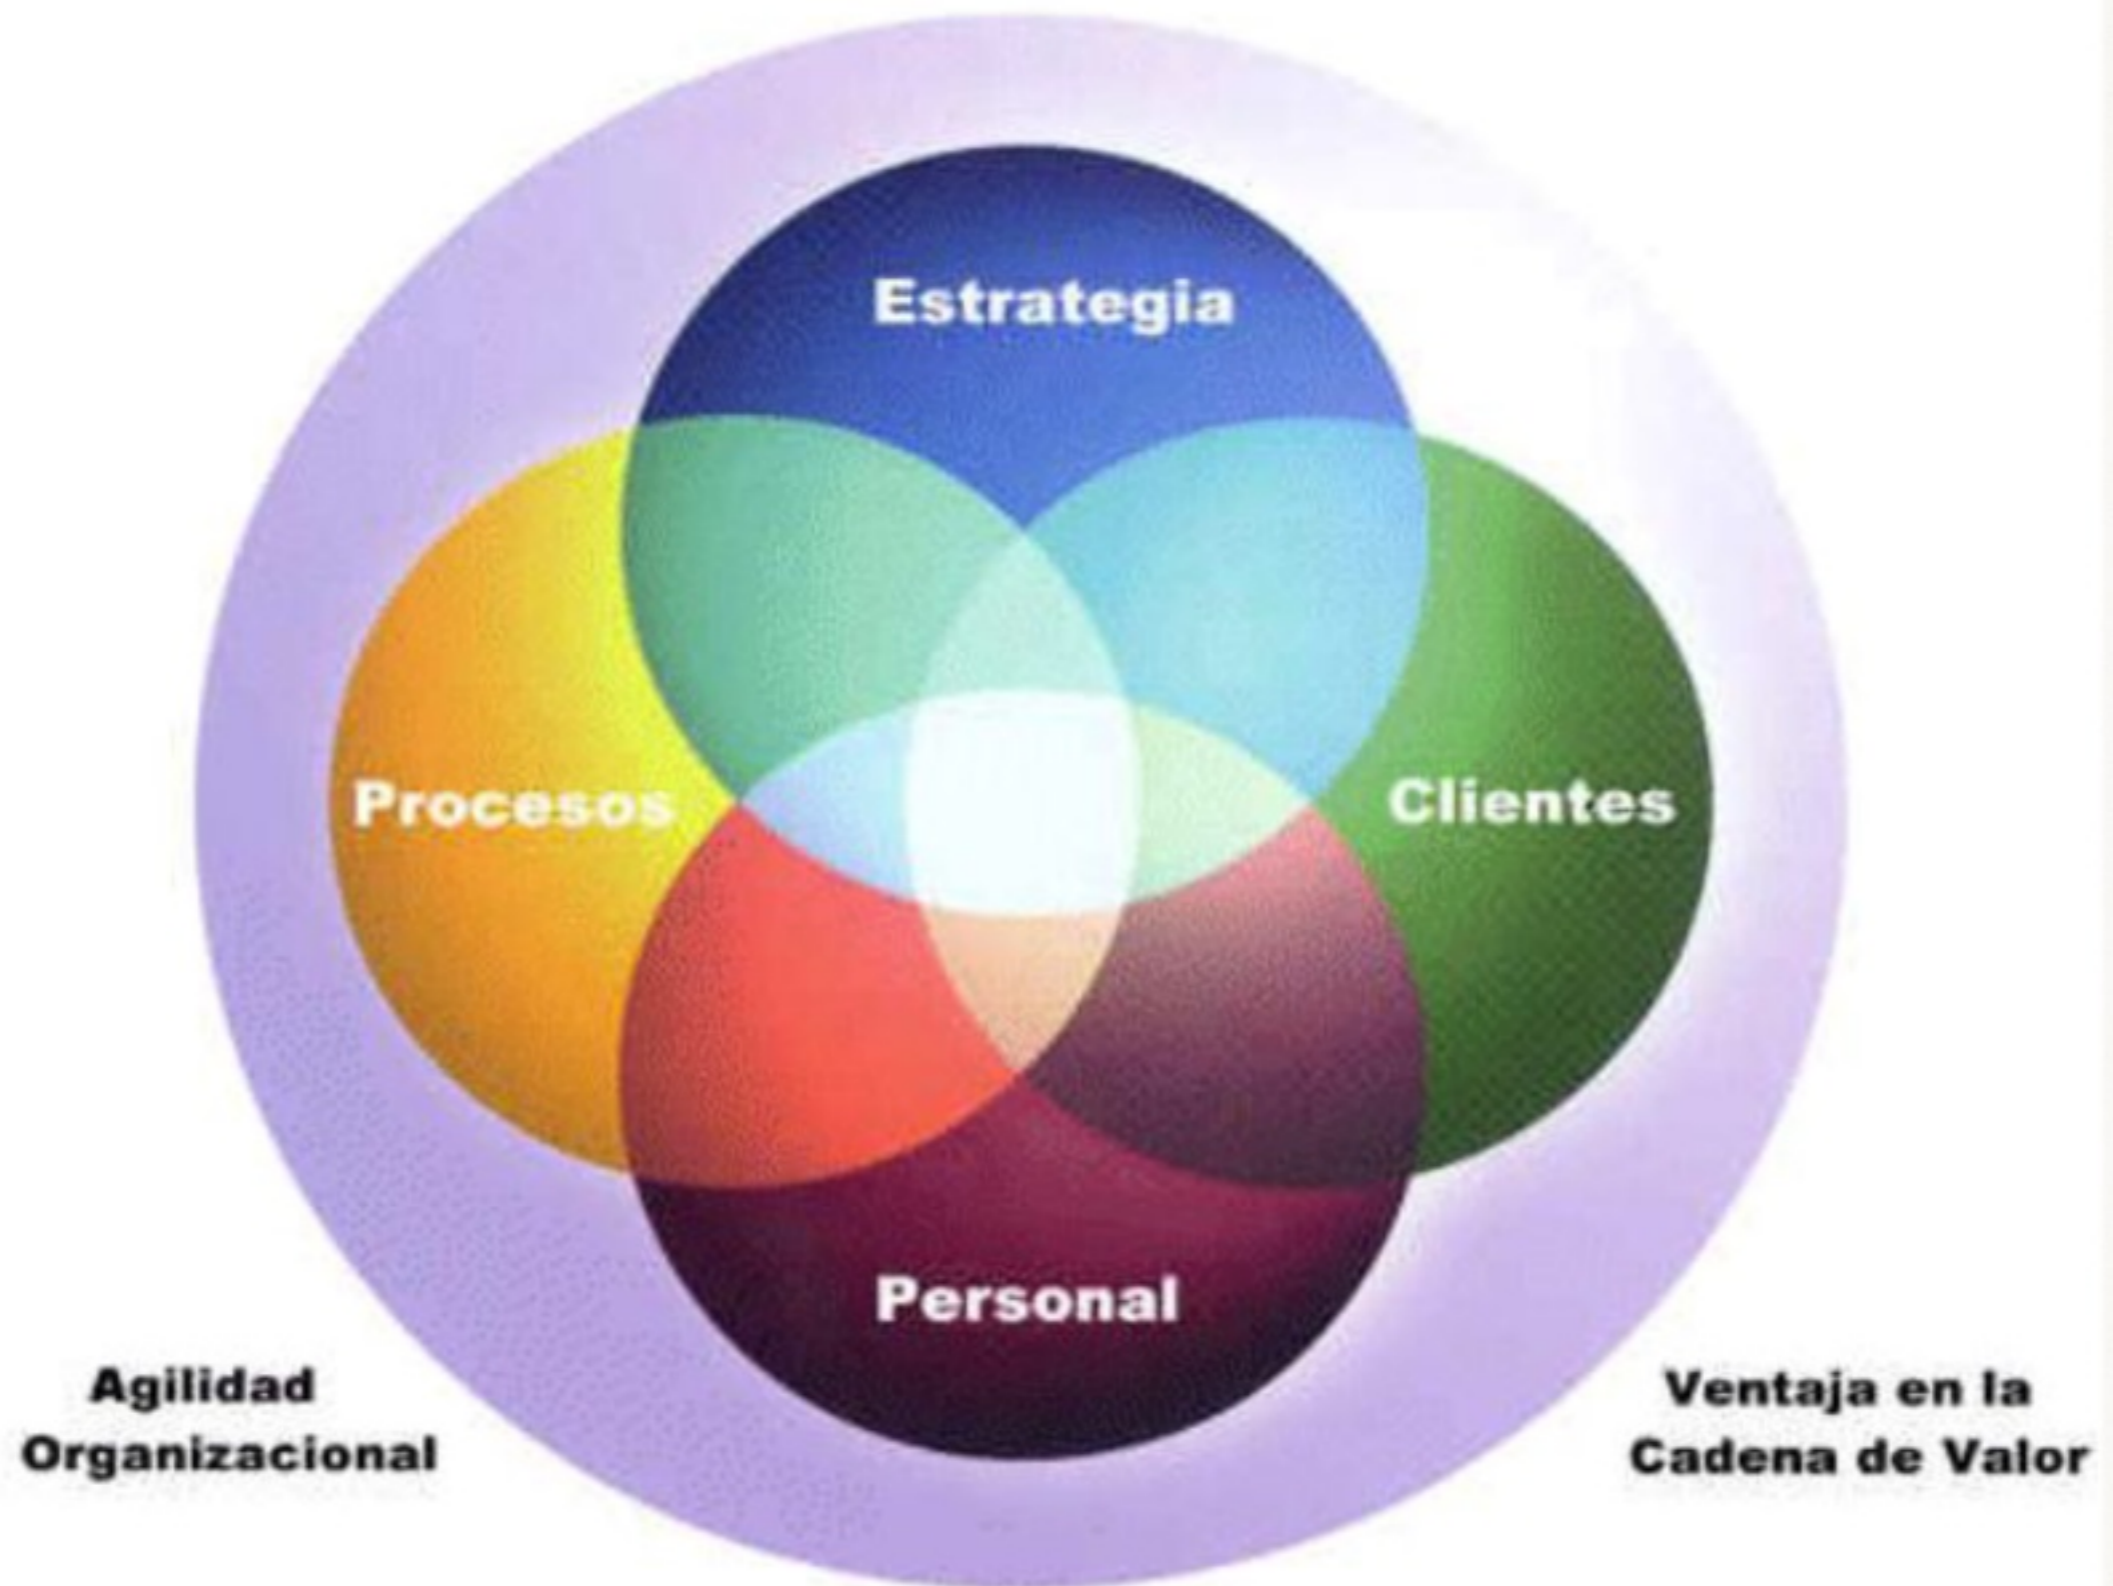 Estrategia
Procesos
Clientes
Personal
Agilidad
Organizacional
Ventaja en la
Cadena de Valor